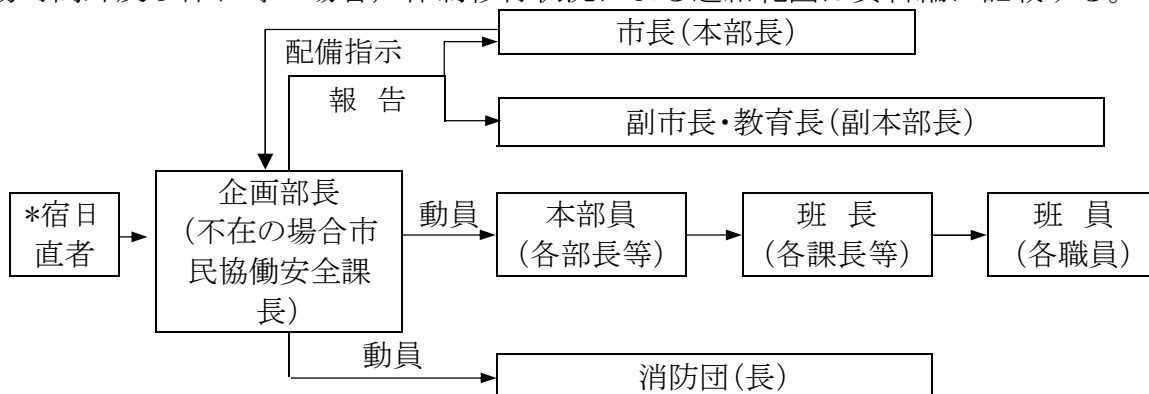 市長(本部長)
配備指示
報 告
副市長・教育長(副本部長)
*宿日
直者
企画部長
(不在の場合市
民協働安全課
長)
動員
本部員
(各部長等)
班 長
(各課長等)
班 員
(各職員)
動員
消防団(長)